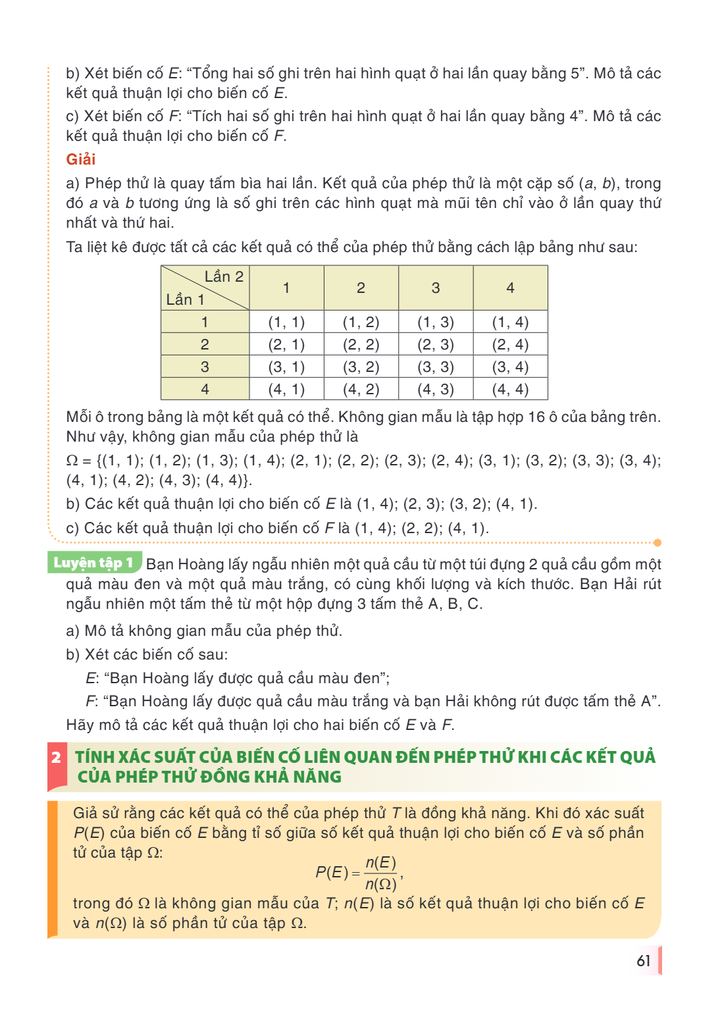 b) Xét biến cố E: “Tổng hai số ghi trên hai hình quạt ở hai lần quay bằng 5”. Mô tả các
kết quả thuận lợi cho biến cố E.
c) Xét biến cố F: “Tích hai số ghi trên hai hình quạt ở hai lần quay bằng 4”. Mô tả các
kết quả thuận lợi cho biến cố F.
Giải
a) Phép thử là quay tấm bìa hai lần. Kết quả của phép thử là một cặp số (a, b), trong
đó a và b tương ứng là số ghi trên các hình quạt mà mũi tên chỉ vào ở lần quay thứ
nhất và thứ hai.
Ta liệt kê được tất cả các kết quả có thể của phép thử bằng cách lập bảng như sau:
Lần 2
Lần 1
1 2 3 4
1 (1, 1) (1, 2) (1, 3) (1, 4)
2 (2, 1) (2, 2) (2, 3) (2, 4)
3 (3, 1) (3, 2) (3, 3) (3, 4)
4 (4, 1) (4, 2) (4, 3) (4, 4)
Mỗi ô trong bảng là một kết quả có thể. Không gian mẫu là tập hợp 16 ô của bảng trên.
Như vậy, không gian mẫu của phép thử là
Ω = {(1, 1); (1, 2); (1, 3); (1, 4); (2, 1); (2, 2); (2, 3); (2, 4); (3, 1); (3, 2); (3, 3); (3, 4);
(4, 1); (4, 2); (4, 3); (4, 4)}.
b) Các kết quả thuận lợi cho biến cố E là (1, 4); (2, 3); (3, 2); (4, 1).
c) Các kết quả thuận lợi cho biến cố F là (1, 4); (2, 2); (4, 1).
Luyện tập 1 Bạn Hoàng lấy ngẫu nhiên một quả cầu từ một túi đựng 2 quả cầu gồm một
quả màu đen và một quả màu trắng, có cùng khối lượng và kích thước. Bạn Hải rút
ngẫu nhiên một tấm thẻ từ một hộp đựng 3 tấm thẻ A, B, C.
a) Mô tả không gian mẫu của phép thử.
b) Xét các biến cố sau:
E: “Bạn Hoàng lấy được quả cầu màu đen”;
F: “Bạn Hoàng lấy được quả cầu màu trắng và bạn Hải không rút được tấm thẻ A”.
Hãy mô tả các kết quả thuận lợi cho hai biến cố E và F.
2 TÍNH XÁC SUẤT CỦA BIẾN CỐ LIÊN QUAN ĐẾN PHÉP THỬ KHI CÁC KẾT QUẢ
CỦA PHÉP THỬ ĐỒNG KHẢ NĂNG
Giả sử rằng các kết quả có thể của phép thử T là đồng khả năng. Khi đó xác suất
P(E) của biến cố E bằng tỉ số giữa số kết quả thuận lợi cho biến cố E và số phần
tử của tập Ω:
P(E) = n(E)/n(Ω),
trong đó Ω là không gian mẫu của T; n(E) là số kết quả thuận lợi cho biến cố E
và n(Ω) là số phần tử của tập Ω.
61